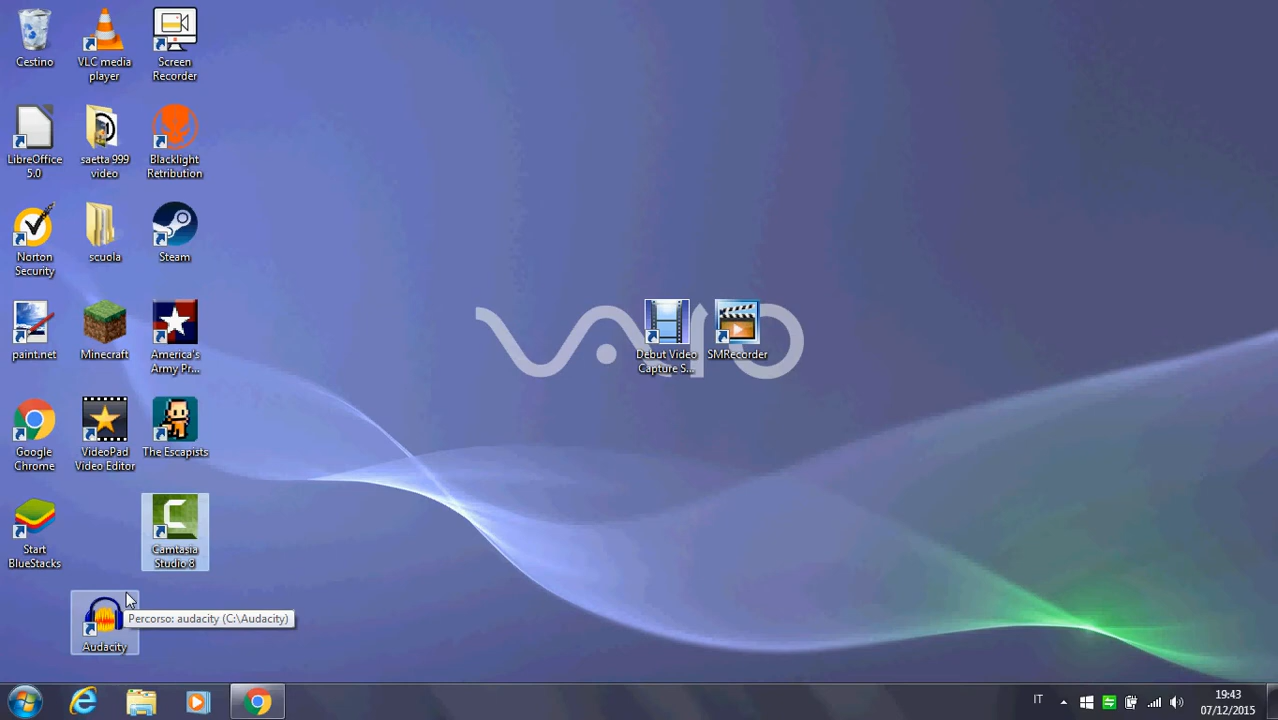 Cestino
VLC media
player
Screen
Recorder
LibreOffice
5.0
saetta 999
video
Blacklight
Retribution
Norton
Security
scuola
Steam
paint.net
Minecraft
America's
Army Pr...
VAIO
Debut Video
Capture S...
SMRecorder
Google
Chrome
VideoPad
Video Editor
The Escapists
Start
BlueStacks
Camtasia
Studio 8
Percorso: audacity (C:\Audacity)
Audacity
IT
19:43
07/12/2015